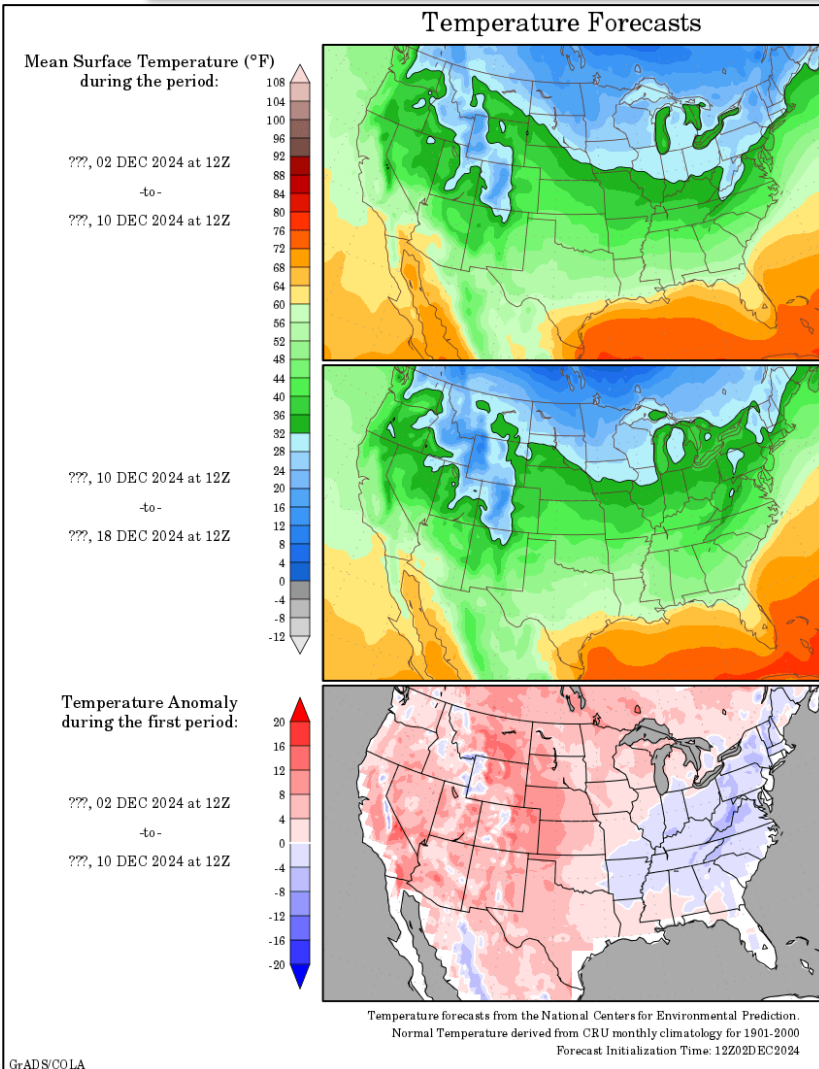 Temperature Forecasts
Mean Surface Temperature (°F)
during the period:
???, 02 DEC 2024 at 12Z
-to-
???, 10 DEC 2024 at 12Z
108
104
100
96
92
88
84
80
76
72
68
64
60
56
52
48
44
40
36
32
28
24
20
16
12
8
4
0
-4
-8
-12
???, 10 DEC 2024 at 12Z
-to-
???, 18 DEC 2024 at 12Z
Temperature Anomaly
during the first period:
???, 02 DEC 2024 at 12Z
-to-
???, 10 DEC 2024 at 12Z
20
16
12
8
4
0
-4
-8
-12
-16
-20
Temperature forecasts from the National Centers for Environmental Prediction.
Normal Temperature derived from CRU monthly climatology for 1901-2000
Forecast Initialization Time: 12Z02DEC2024
GrADS/COLA